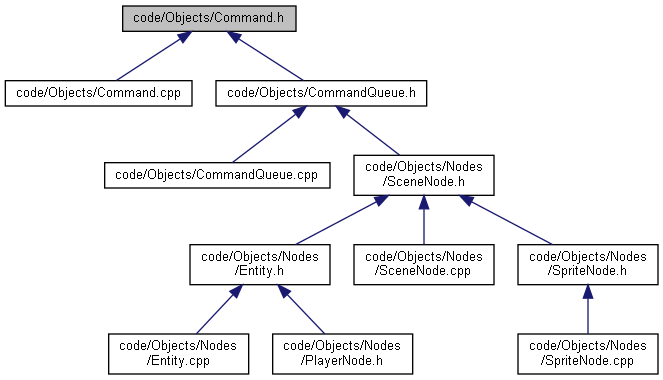 code/Objects/Command.h
code/Objects/Command.cpp
code/Objects/CommandQueue.h
code/Objects/CommandQueue.cpp
code/Objects/Nodes
/SceneNode.h
code/Objects/Nodes
/Entity.h
code/Objects/Nodes
/SceneNode.cpp
code/Objects/Nodes
/SpriteNode.h
code/Objects/Nodes
/Entity.cpp
code/Objects/Nodes
/PlayerNode.h
code/Objects/Nodes
/SpriteNode.cpp